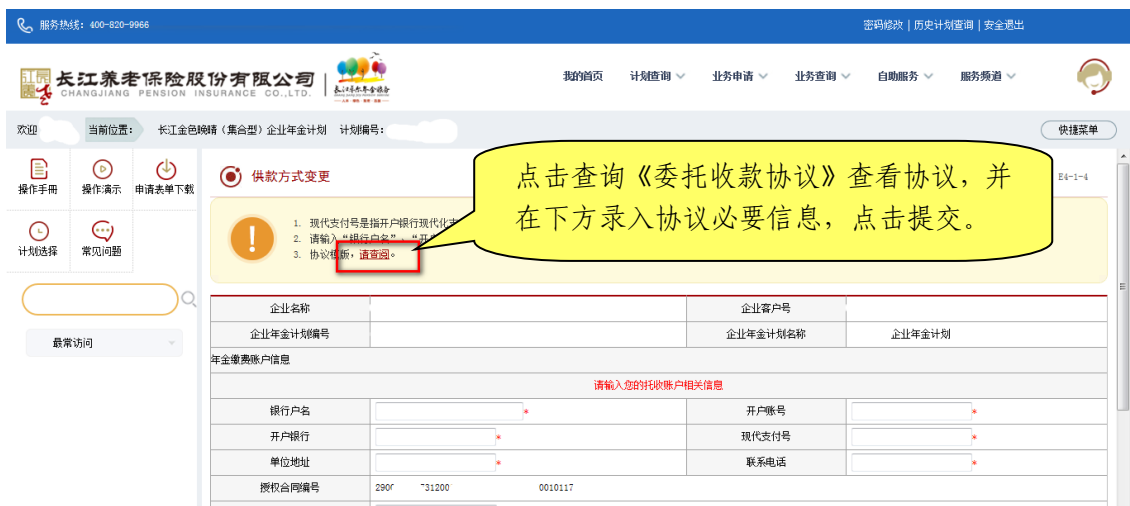 服务热线: 400-820-9966
密码修改 | 历史计划查询 | 安全退出
长江养老保险股份有限公司
CHANGJIANG PENSION INSURANCE CO.,LTD.
我的首页 计划查询 业务申请 业务查询 自助服务 服务频道
欢迎 当前位置: 长江金色晚晴(集合型)企业年金计划 计划编号:
快捷菜单
操作手册 操作演示 申请表单下载
计划选择 常见问题
最常访问
供款方式变更
E4-1-4
点击查询《委托收款协议》查看协议，并
在下方录入协议必要信息，点击提交。
1. 现代支付号是指开户银行现代化支
2. 请输入“银行户名”，“开户
3. 协议模版，请查阅。
企业名称 企业客户号
企业年金计划编号 企业年金计划名称 企业年金计划
年金缴费账户信息
请输入您的托收账户相关信息
银行户名 * 开户账号 *
开户银行 * 现代支付号 *
单位地址 * 联系电话 *
授权合同编号 290 731200 0010117